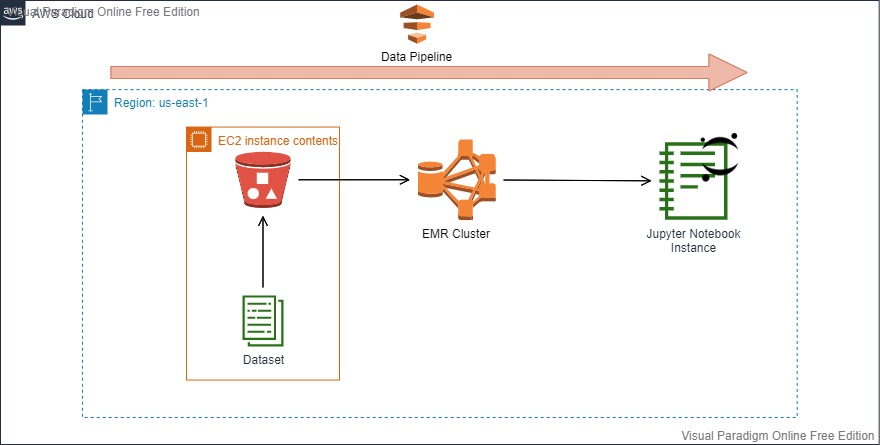 aws
AWS Cloud
Visual Paradigm Online Free Edition
Data Pipeline
Region: us-east-1
EC2 instance contents
EMR Cluster
Jupyter Notebook
Instance
Dataset
Visual Paradigm Online Free Edition